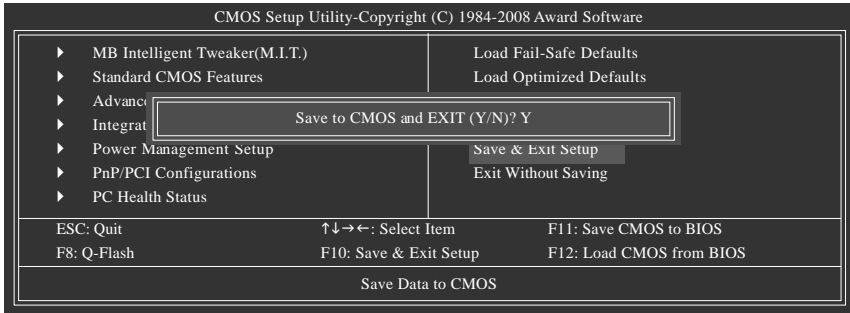 CMOS Setup Utility-Copyright (C) 1984-2008 Award Software
MB Intelligent Tweaker(M.I.T.)
Standard CMOS Features
Integrat
Power Management Setup
PnP/PCI Configurations
PC Health Status
Load Fail-Safe Defaults
Load Optimized Defaults
Save & Exit Setup
Exit Without Saving
Save to CMOS and EXIT (Y/N)? Y
ESC: Quit ↑↓→←: Select Item F11: Save CMOS to BIOS
F8: Q-Flash F10: Save & Exit Setup F12: Load CMOS from BIOS
Save Data to CMOS